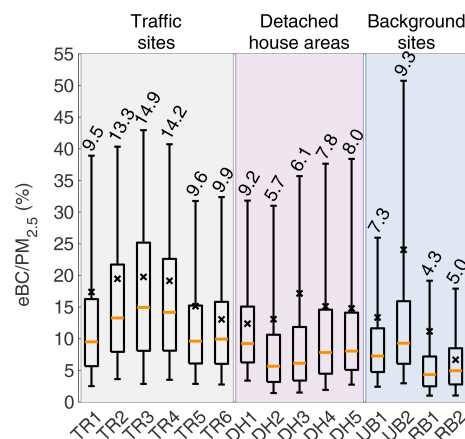 Traffic sites
Detached house areas
Background sites
eBC/PM2.5 (%)
55
50
45
40
35
30
25
20
15
10
5
0
9.5
13.3
14.9
14.2
9.6
9.9
9.2
5.7
6.1
7.8
8.0
7.3
9.3
4.3
5.0
TR1
TR2
TR3
TR4
TR5
TR6
DH1
DH2
DH3
DH4
DH5
UB1
UB2
RB1
RB2